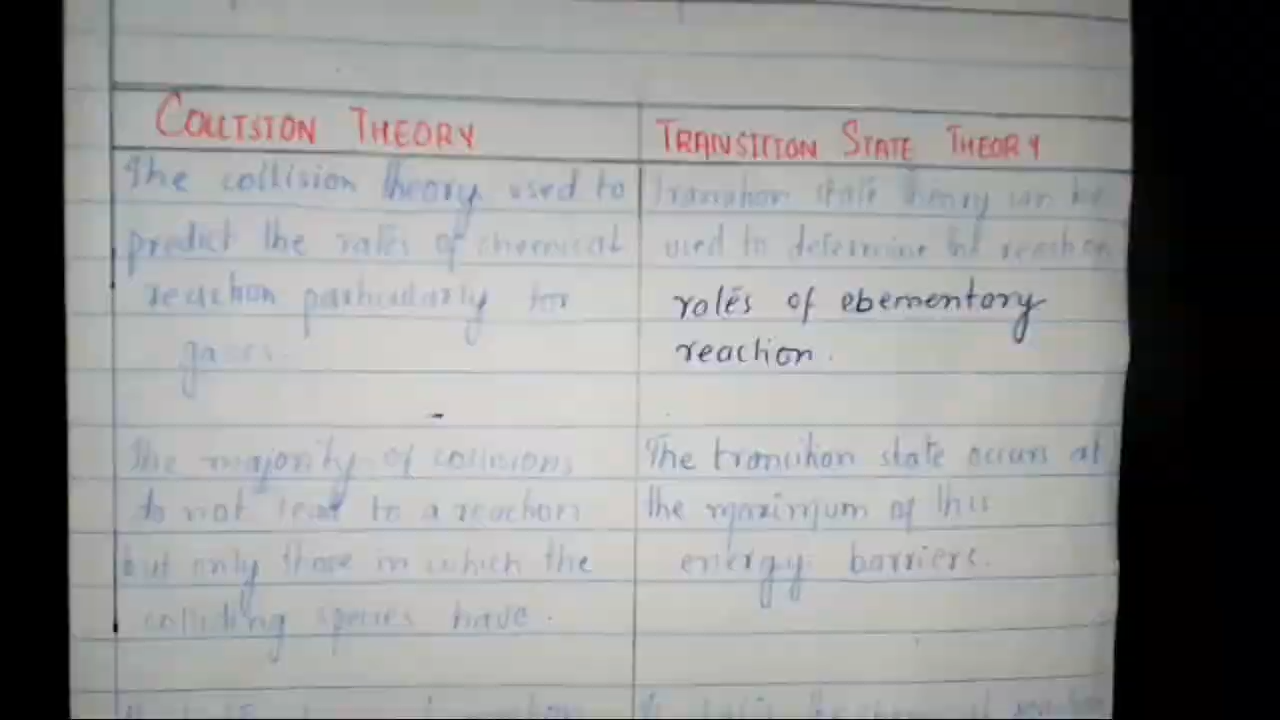 COLLISION THEORY
The collision theory used to
predict the rates of chemical
reaction particularly for
gases.
The majority of collisions
do not lead to a reaction
but only those in which the
colliding species have.
TRANSITION STATE THEORY
Transition state theory can be
used to determine the reaction
rates of ebementory
reaction.
The transition state occurs at
the maximum of this
energy barriers.